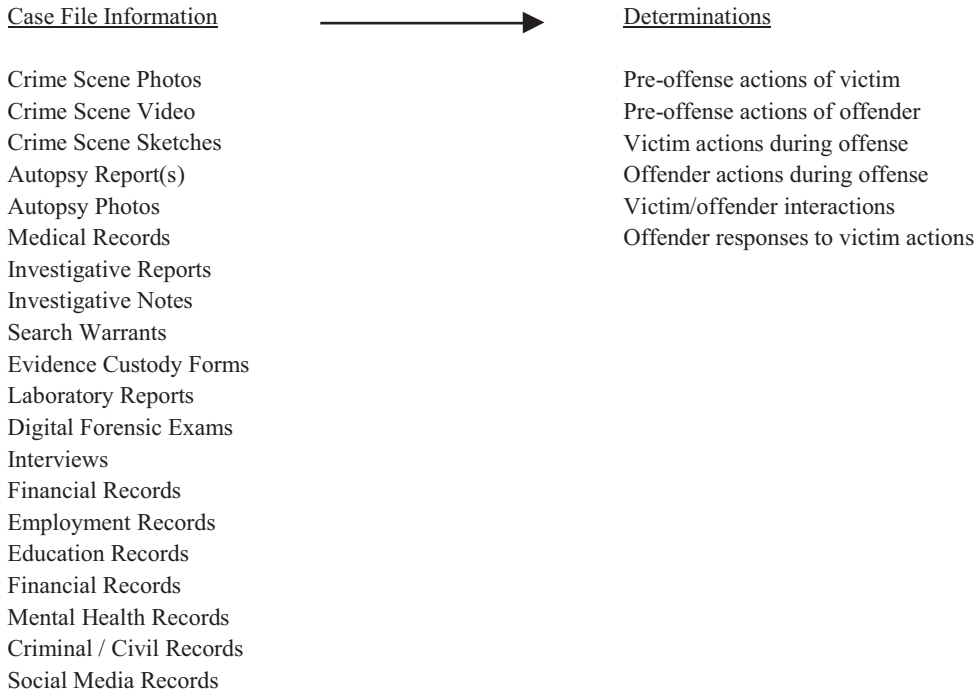 Case File Information
Determinations
Crime Scene Photos
Crime Scene Video
Crime Scene Sketches
Autopsy Report(s)
Autopsy Photos
Medical Records
Investigative Reports
Investigative Notes
Search Warrants
Evidence Custody Forms
Laboratory Reports
Digital Forensic Exams
Interviews
Financial Records
Employment Records
Education Records
Financial Records
Mental Health Records
Criminal / Civil Records
Social Media Records
Pre-offense actions of victim
Pre-offense actions of offender
Victim actions during offense
Offender actions during offense
Victim/offender interactions
Offender responses to victim actions